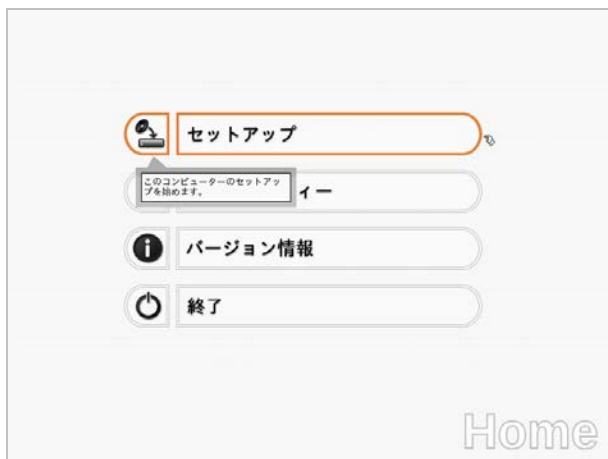 セットアップ
このコンピューターのセットアッ
プを始めます。
ィー
バージョン情報
終了
Home